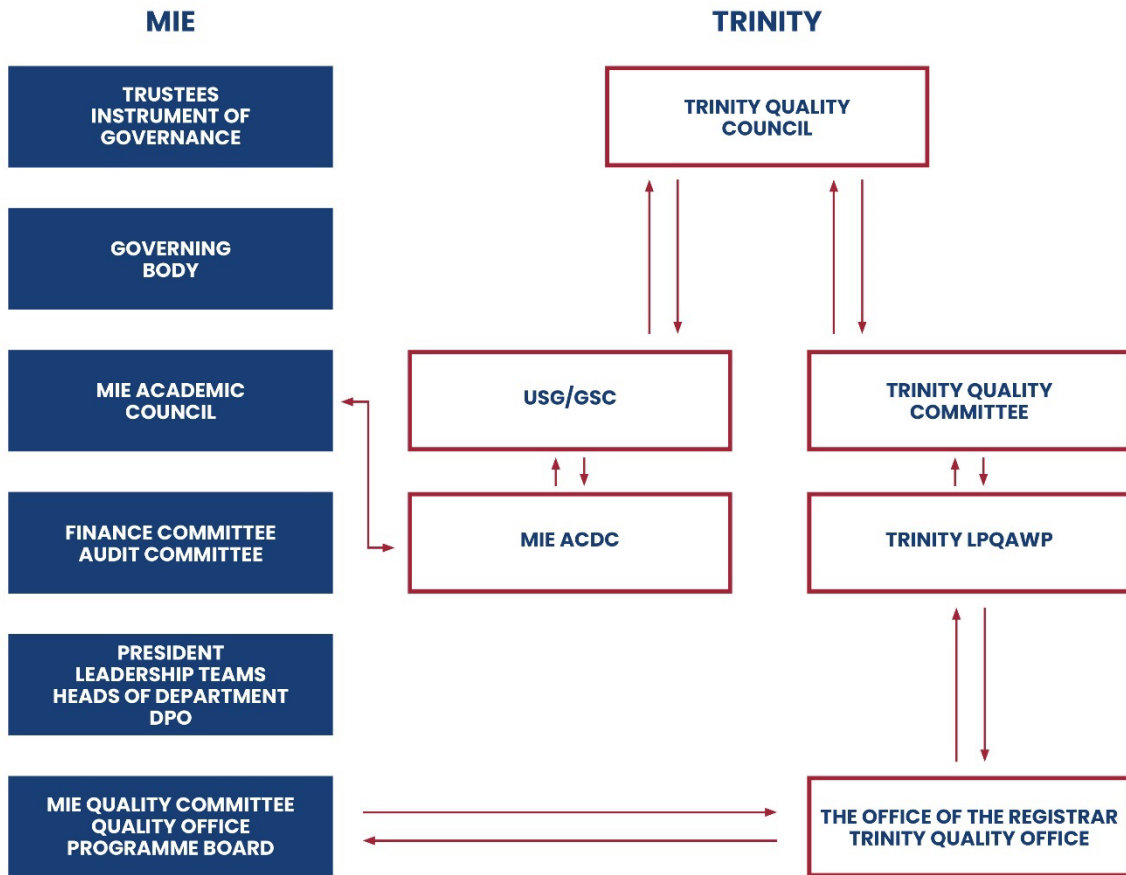 MIE
TRINITY
TRUSTEES
INSTRUMENT OF
GOVERNANCE
TRINITY QUALITY
COUNCIL
GOVERNING
BODY
MIE ACADEMIC
COUNCIL
USG/GSC
TRINITY QUALITY
COMMITTEE
FINANCE COMMITTEE
AUDIT COMMITTEE
MIE ACDC
TRINITY LPQAWP
PRESIDENT
LEADERSHIP TEAMS
HEADS OF DEPARTMENT
DPO
MIE QUALITY COMMITTEE
QUALITY OFFICE
PROGRAMME BOARD
THE OFFICE OF THE REGISTRAR
TRINITY QUALITY OFFICE